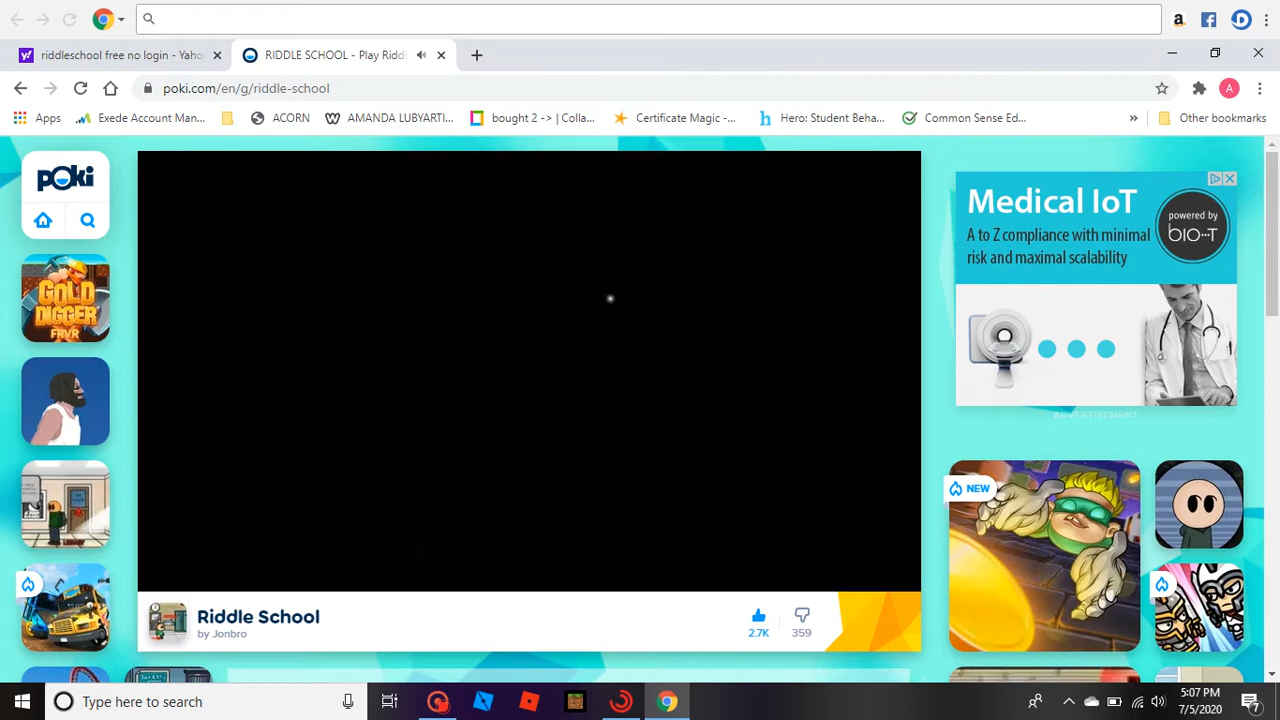 riddleschool free no login - Yaho
RIDDLE SCHOOL - Play Riddl
poki.com/en/g/riddle-school
A
Apps
Exede Account Man...
ACORN
AMANDA LUBYARTI...
bought 2 -> | Colla...
Certificate Magic -...
Hero: Student Beha...
Common Sense Ed...
»
Other bookmarks
poki
GOLD
DIGGER
FRVR
Medical IoT
A to Z compliance with minimal
risk and maximal scalability
powered by
bio-T
ADVERTISEMENT
NEW
Riddle School
by Jonbro
2.7K
359
Type here to search
5:07 PM
7/5/2020
7